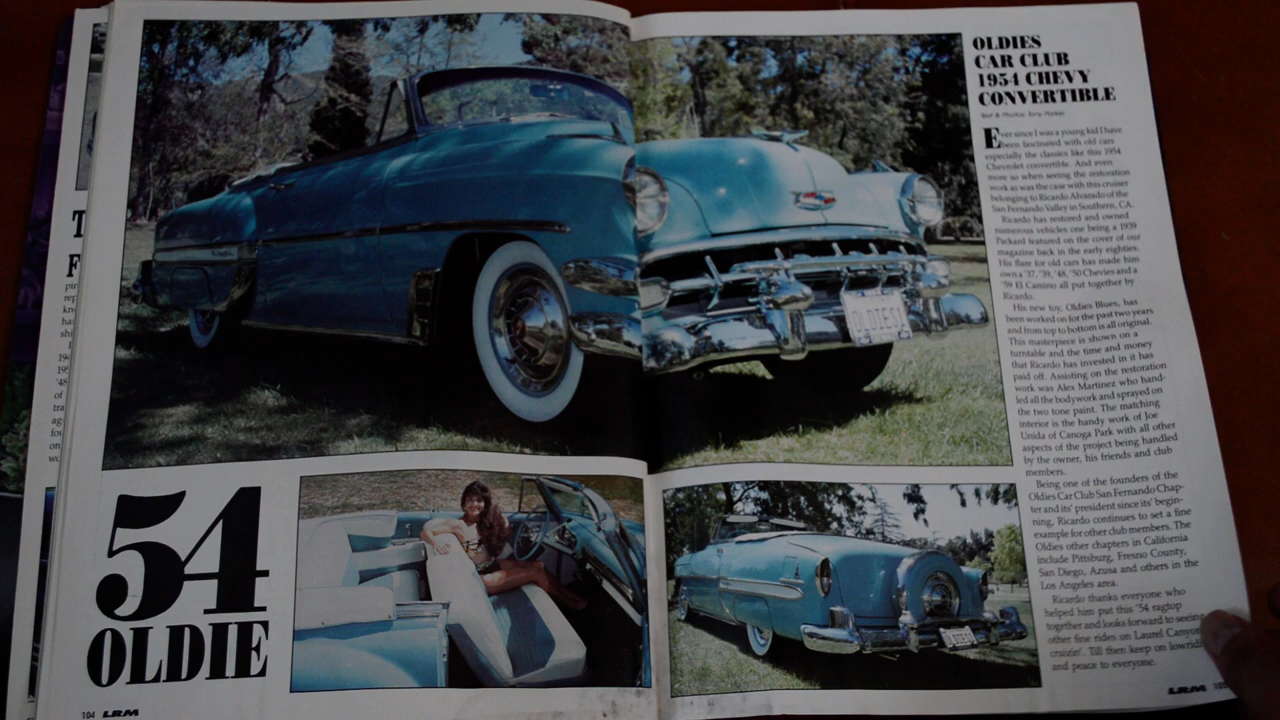 54
OLDIE
104 LRM
OLDIES
CAR CLUB
1954 CHEVY
CONVERTIBLE
Text & Photos Tony Parker
Ever since I was a young kid I have
been fascinated with old cars
especially the classics like this 1954
Chevrolet convertible. And even
more so when seeing the restoration
work as was the case with this cruiser
belonging to Ricardo Alvarado of the
San Fernando Valley in Southern, CA.
Ricardo has restored and owned
numerous vehicles one being a 1939
Packard featured on the cover of our
magazine back in the early eighties.
His flare for old cars has made him
own a '37, '39, '48, '50 Chevies and a
'59 El Camino all put together by
Ricardo.
His new toy, Oldies Blues, has
been worked on for the past two years
and from top to bottom is all original.
This masterpiece is shown on a
turntable and the time and money
that Ricardo has invested in it has
paid off. Assisting on the restoration
work was Alex Martinez who hand-
led all the bodywork and sprayed on
the two tone paint. The matching
interior is the handy work of Joe
Unida of Canoga Park with all other
aspects of the project being handled
by the owner, his friends and club
members.
Being one of the founders of the
Oldies Car Club San Fernando Chap-
ter and its' president since its' begin-
ning, Ricardo continues to set a fine
example for other club members. The
Oldies other chapters in California
include Pittsburg, Fresno County,
San Diego, Azusa and others in the
Los Angeles area.
Ricardo thanks everyone who
helped him put this '54 ragtop
together and looks forward to seeing
other fine rides on Laurel Canyon
cruizin'. Till then keep on lowridin
and peace to everyone.
LRM
OLDIES1
OLDIES1